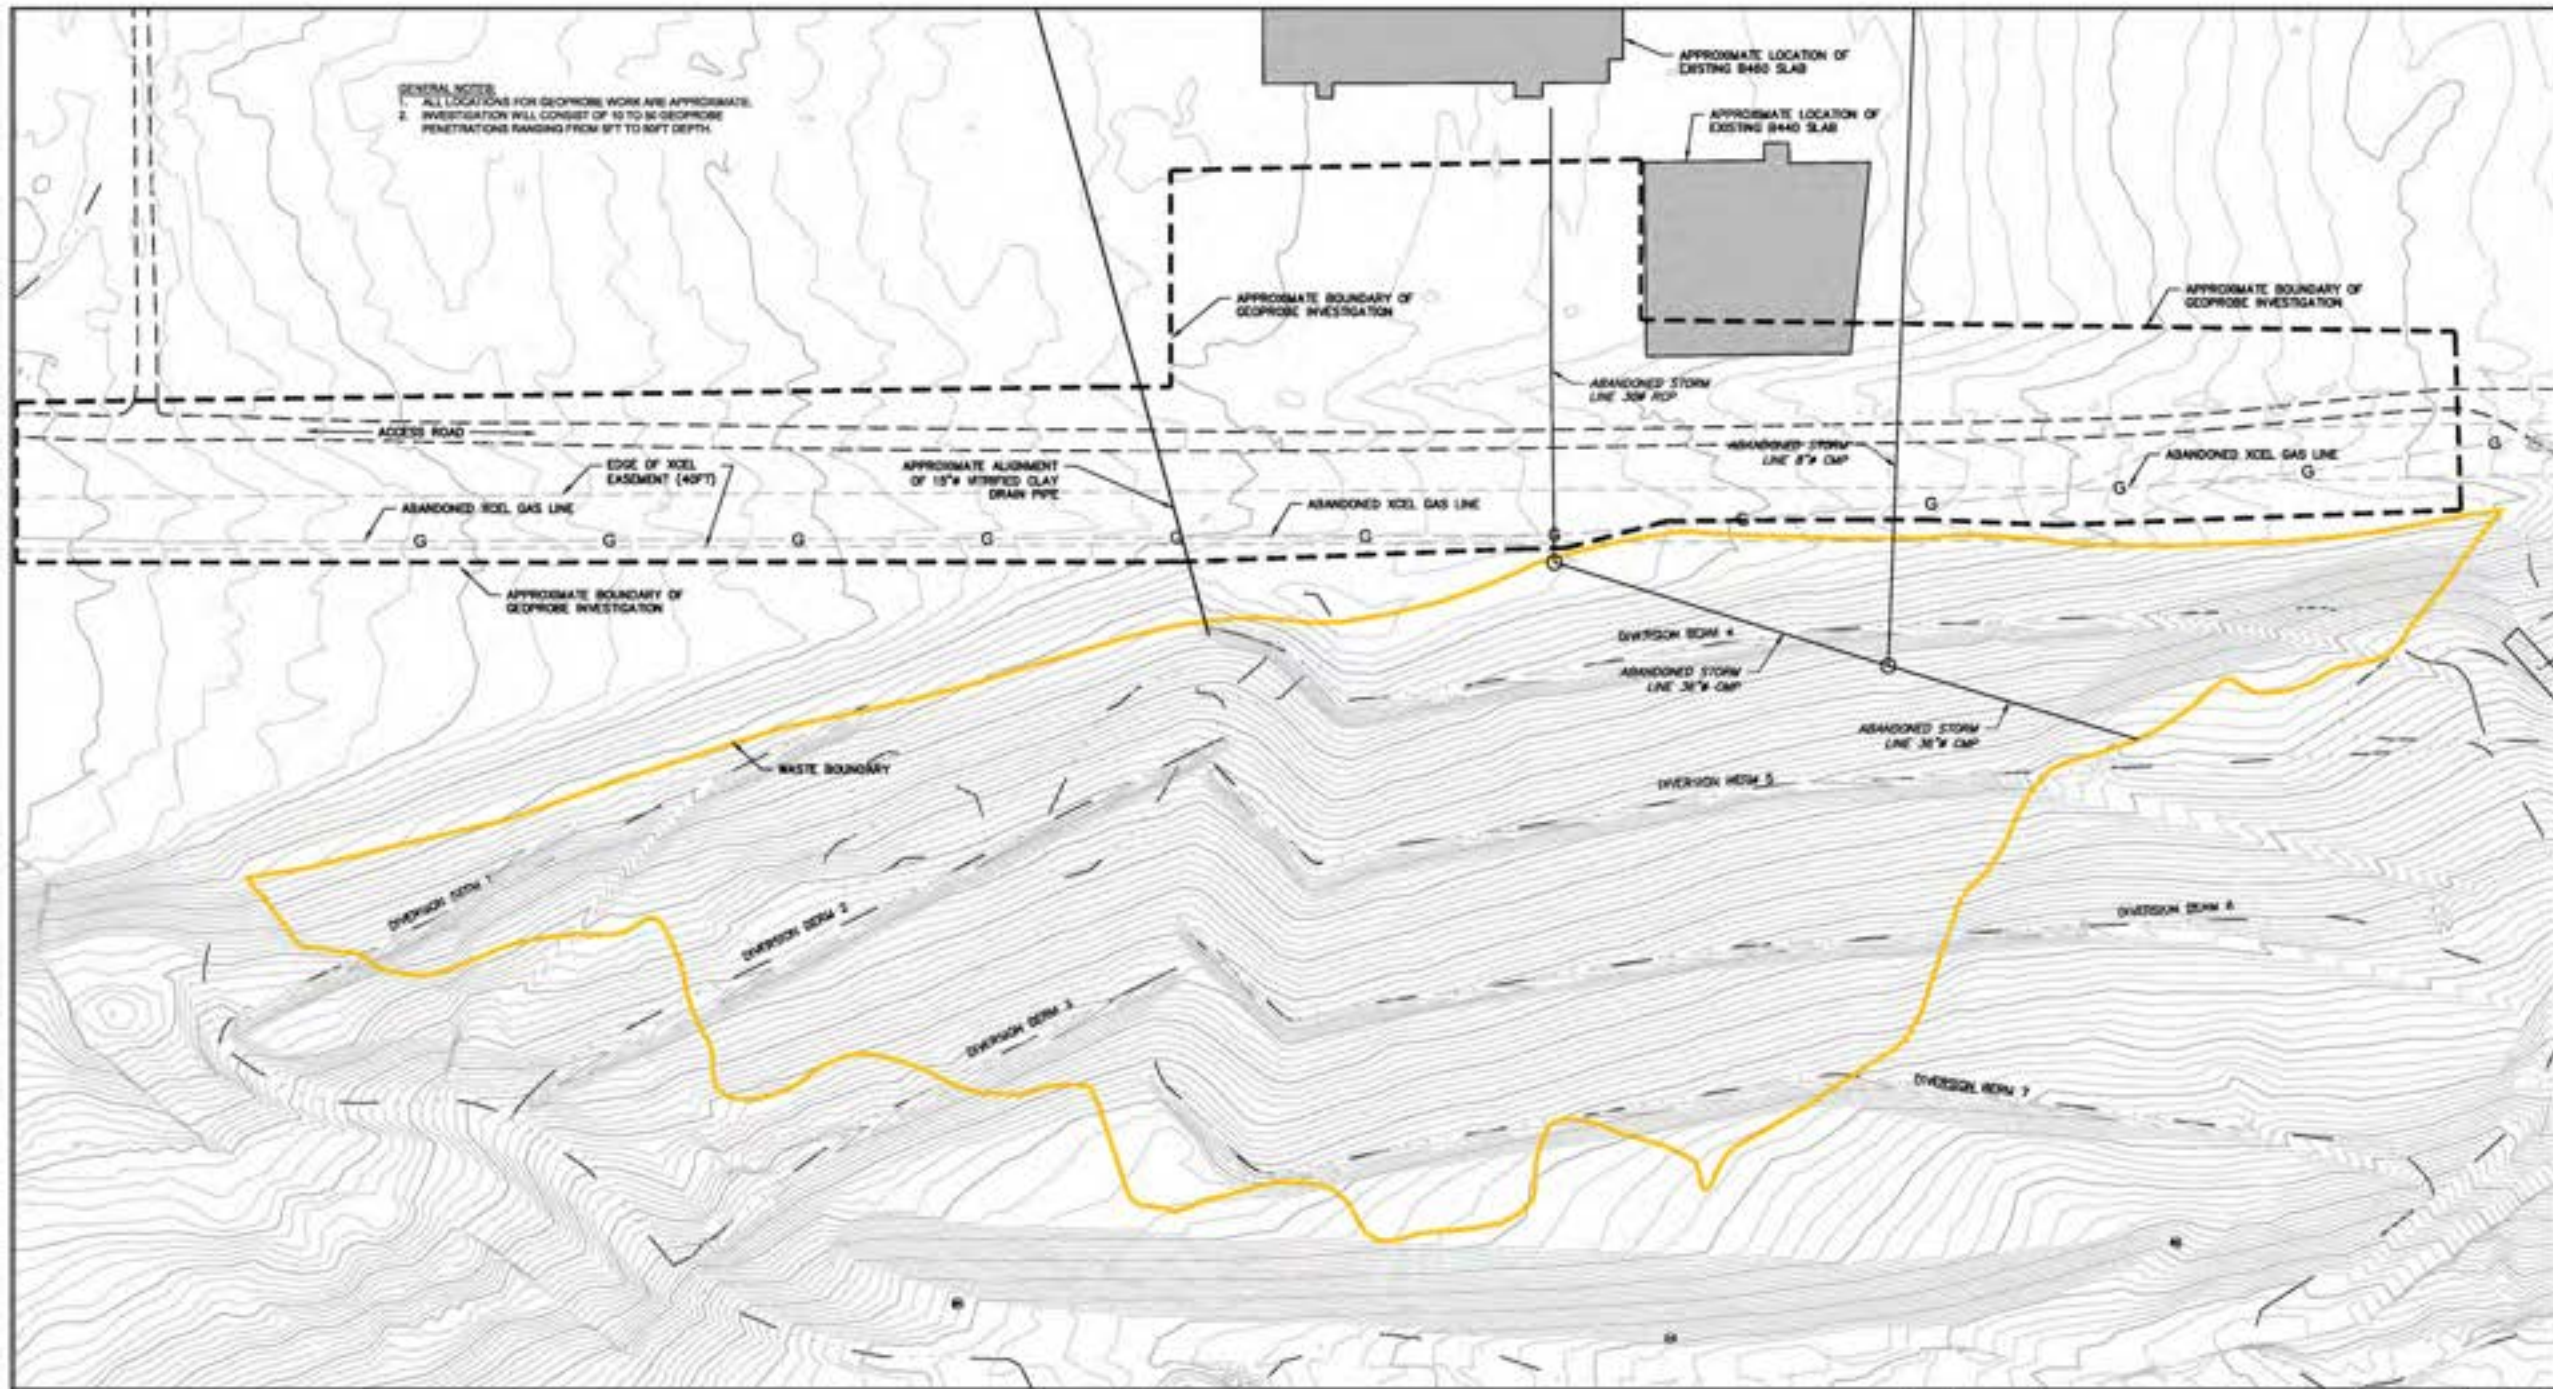 GENERAL NOTES:
1. ALL LOCATIONS FOR GEOPROBE WORK ARE APPROXIMATE.
2. INVESTIGATION WILL CONSIST OF 10 TO 50 GEOPROBE
PENETRATIONS RANGING FROM 5FT TO 50FT DEPTH.
APPROXIMATE LOCATION OF
EXISTING B460 SLAB
APPROXIMATE LOCATION OF
EXISTING B440 SLAB
APPROXIMATE BOUNDARY OF
GEOPROBE INVESTIGATION
APPROXIMATE BOUNDARY OF
GEOPROBE INVESTIGATION
ABANDONED STORM
LINE RCP
ACCESS ROAD
EDGE OF XCEL
EASEMENT (40FT)
APPROXIMATE ALIGNMENT
OF 15"ø VITRIFIED CLAY
DRAIN PIPE
ABANDONED STORM
LINE 8"ø CMP
ABANDONED XCEL GAS LINE
ABANDONED XCEL GAS LINE
ABANDONED XCEL GAS LINE
G G G G G G G G G G G
APPROXIMATE BOUNDARY OF
GEOPROBE INVESTIGATION
DIVERSION BERM 4
ABANDONED STORM
LINE 36"ø CMP
ABANDONED STORM
LINE 36"ø CMP
WASTE BOUNDARY
DIVERSION BERM 5
DIVERSION BERM 1
DIVERSION BERM 2
DIVERSION BERM 6
DIVERSION BERM 3
DIVERSION BERM 7